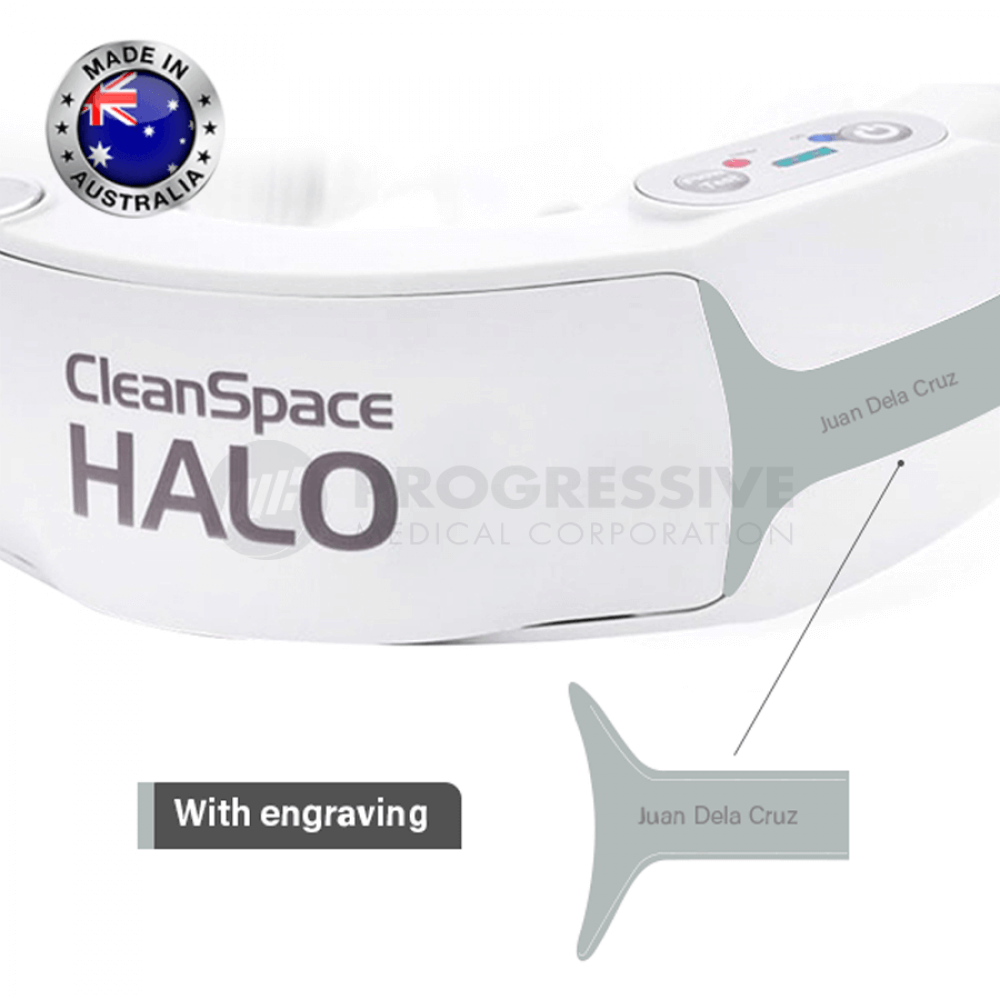 MADE IN
AUSTRALIA
CleanSpace
HALO
Juan Dela Cruz
PROGRESSIVE
MEDICAL CORPORATION
With engraving
Juan Dela Cruz